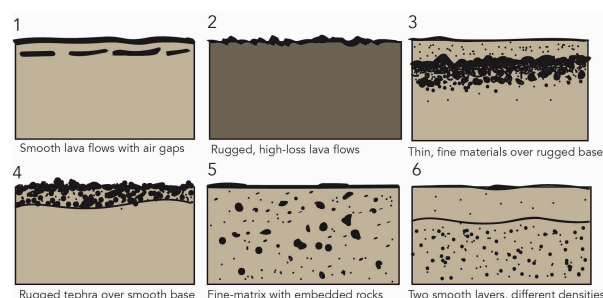 1
2
3
Smooth lava flows with air gaps
Rugged, high-loss lava flows
Thin, fine materials over rugged base
4
5
6
Rugged tephra over smooth base
Fine-matrix with embedded rocks
Two smooth layers, different densities